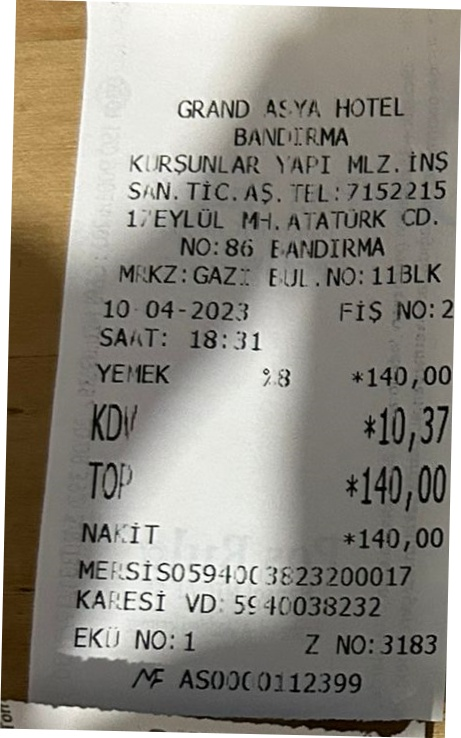 GRAND ASYA HOTEL
BANDIRMA
KURŞUNLAR YAPI MLZ.İNŞ
SAN.TİC.AŞ.TEL:7152215
17EYLÜL MH.ATATÜRK CD.
NO:86 BANDIRMA
MRKZ:GAZİ BUL.NO:11BLK
10-04-2023 FİŞ NO:2
SAAT: 18:31
YEMEK %8 *140,00
KDV *10,37
TOP *140,00
NAKİT *140,00
MERSİS0594003823200017
KARESİ VD:5940038232
EKÜ NO:1 Z NO:3183
MF AS0000112399